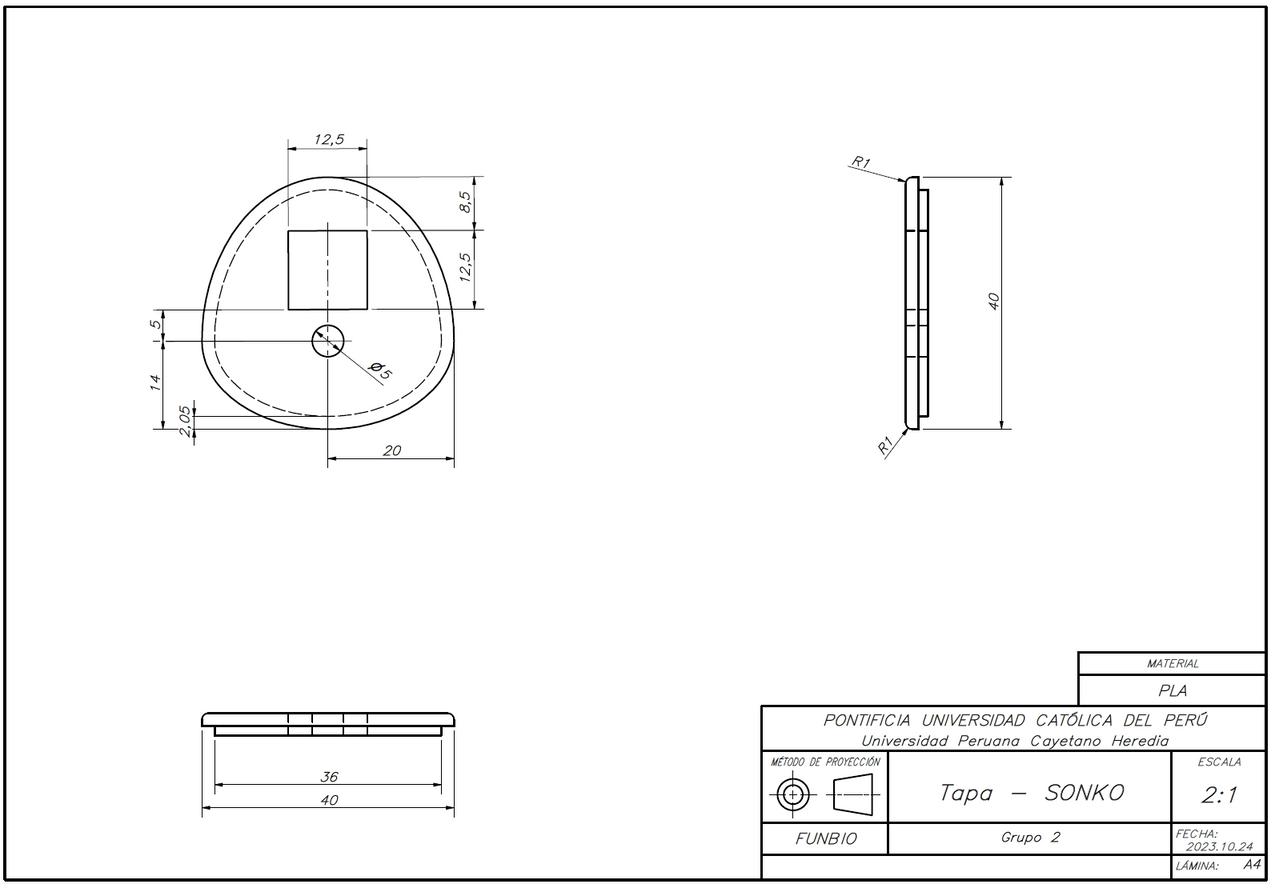 12,5
R1
8,5
12,5
5
40
Ø5
14
2,05
R1
20
36
40
MATERIAL
PLA
PONTIFICIA UNIVERSIDAD CATÓLICA DEL PERÚ
Universidad Peruana Cayetano Heredia
MÉTODO DE PROYECCIÓN
Tapa - SONKO
ESCALA
2:1
FUNBIO
Grupo 2
FECHA:
2023.10.24
LÁMINA: A4